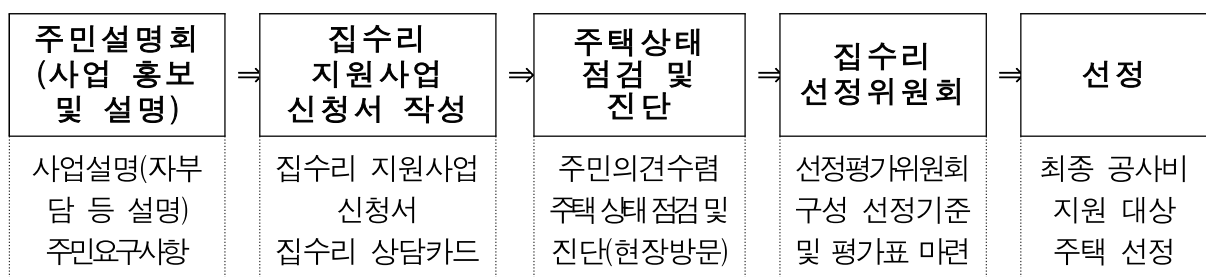 주민설명회
(사업 홍보
및 설명)
⇒
집수리
지원사업
신청서 작성
⇒
주택상태
점검 및
진단
⇒
집수리
선정위원회
⇒
선정
사업설명(자부
담 등 설명)
주민요구사항
집수리 지원사업
신청서
집수리 상담카드
주민의견수렴
주택 상태 점검 및
진단(현장방문)
선정평가위원회
구성 선정기준
및 평가표 마련
최종 공사비
지원 대상
주택 선정